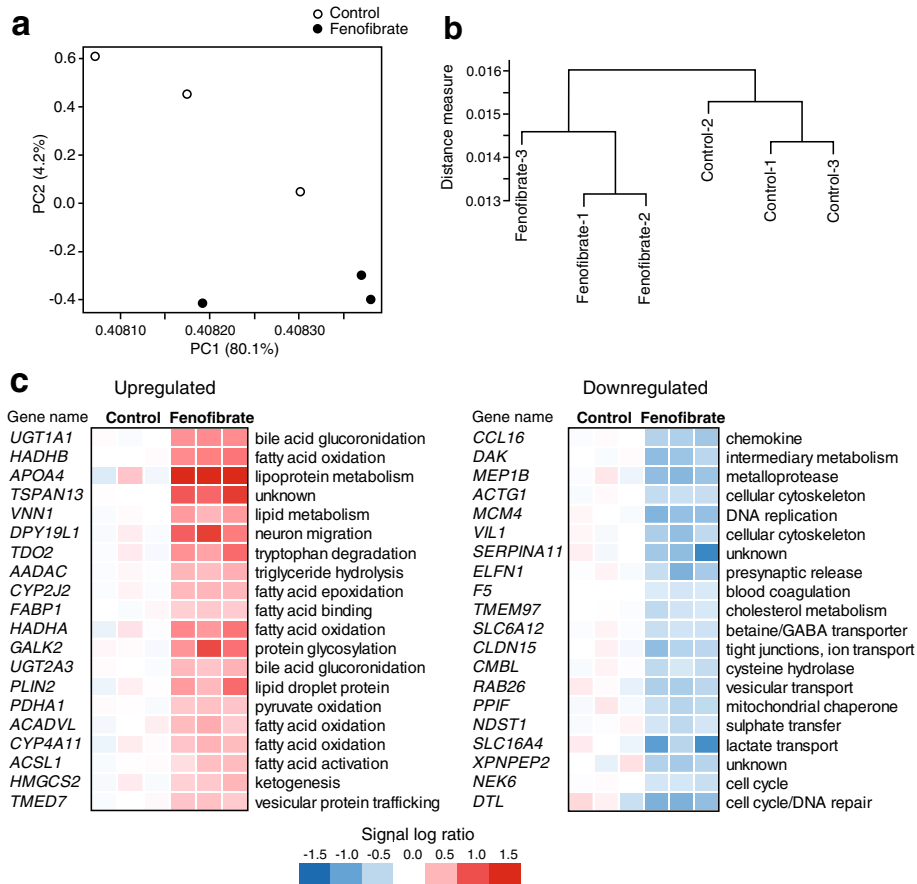 a
Control
Fenofibrate
0.6
0.4
0.2
0.0
-0.2
-0.4
PC2 (4.2%)
0.40810 0.40820 0.40830
PC1 (80.1%)
b
0.016
0.015
0.014
0.013
Distance measure
Fenofibrate-3
Fenofibrate-1
Fenofibrate-2
Control-2
Control-1
Control-3
c
Upregulated
Gene name Control Fenofibrate
UGT1A1 bile acid glucoronidation
HADHB fatty acid oxidation
APOA4 lipoprotein metabolism
TSPAN13 unknown
VNN1 lipid metabolism
DPY19L1 neuron migration
TDO2 tryptophan degradation
AADAC triglyceride hydrolysis
CYP2J2 fatty acid epoxidation
FABP1 fatty acid binding
HADHA fatty acid oxidation
GALK2 protein glycosylation
UGT2A3 bile acid glucoronidation
PLIN2 lipid droplet protein
PDHA1 pyruvate oxidation
ACADVL fatty acid oxidation
CYP4A11 fatty acid oxidation
ACSL1 fatty acid activation
HMGCS2 ketogenesis
TMED7 vesicular protein trafficking
Downregulated
Gene name Control Fenofibrate
CCL16 chemokine
DAK intermediary metabolism
MEP1B metalloprotease
ACTG1 cellular cytoskeleton
MCM4 DNA replication
VIL1 cellular cytoskeleton
SERPINA11 unknown
ELFN1 presynaptic release
F5 blood coagulation
TMEM97 cholesterol metabolism
SLC6A12 betaine/GABA transporter
CLDN15 tight junctions, ion transport
CMBL cysteine hydrolase
RAB26 vesicular transport
PPIF mitochondrial chaperone
NDST1 sulphate transfer
SLC16A4 lactate transport
XPNPEP2 unknown
NEK6 cell cycle
DTL cell cycle/DNA repair
Signal log ratio
-1.5 -1.0 -0.5 0.0 0.5 1.0 1.5